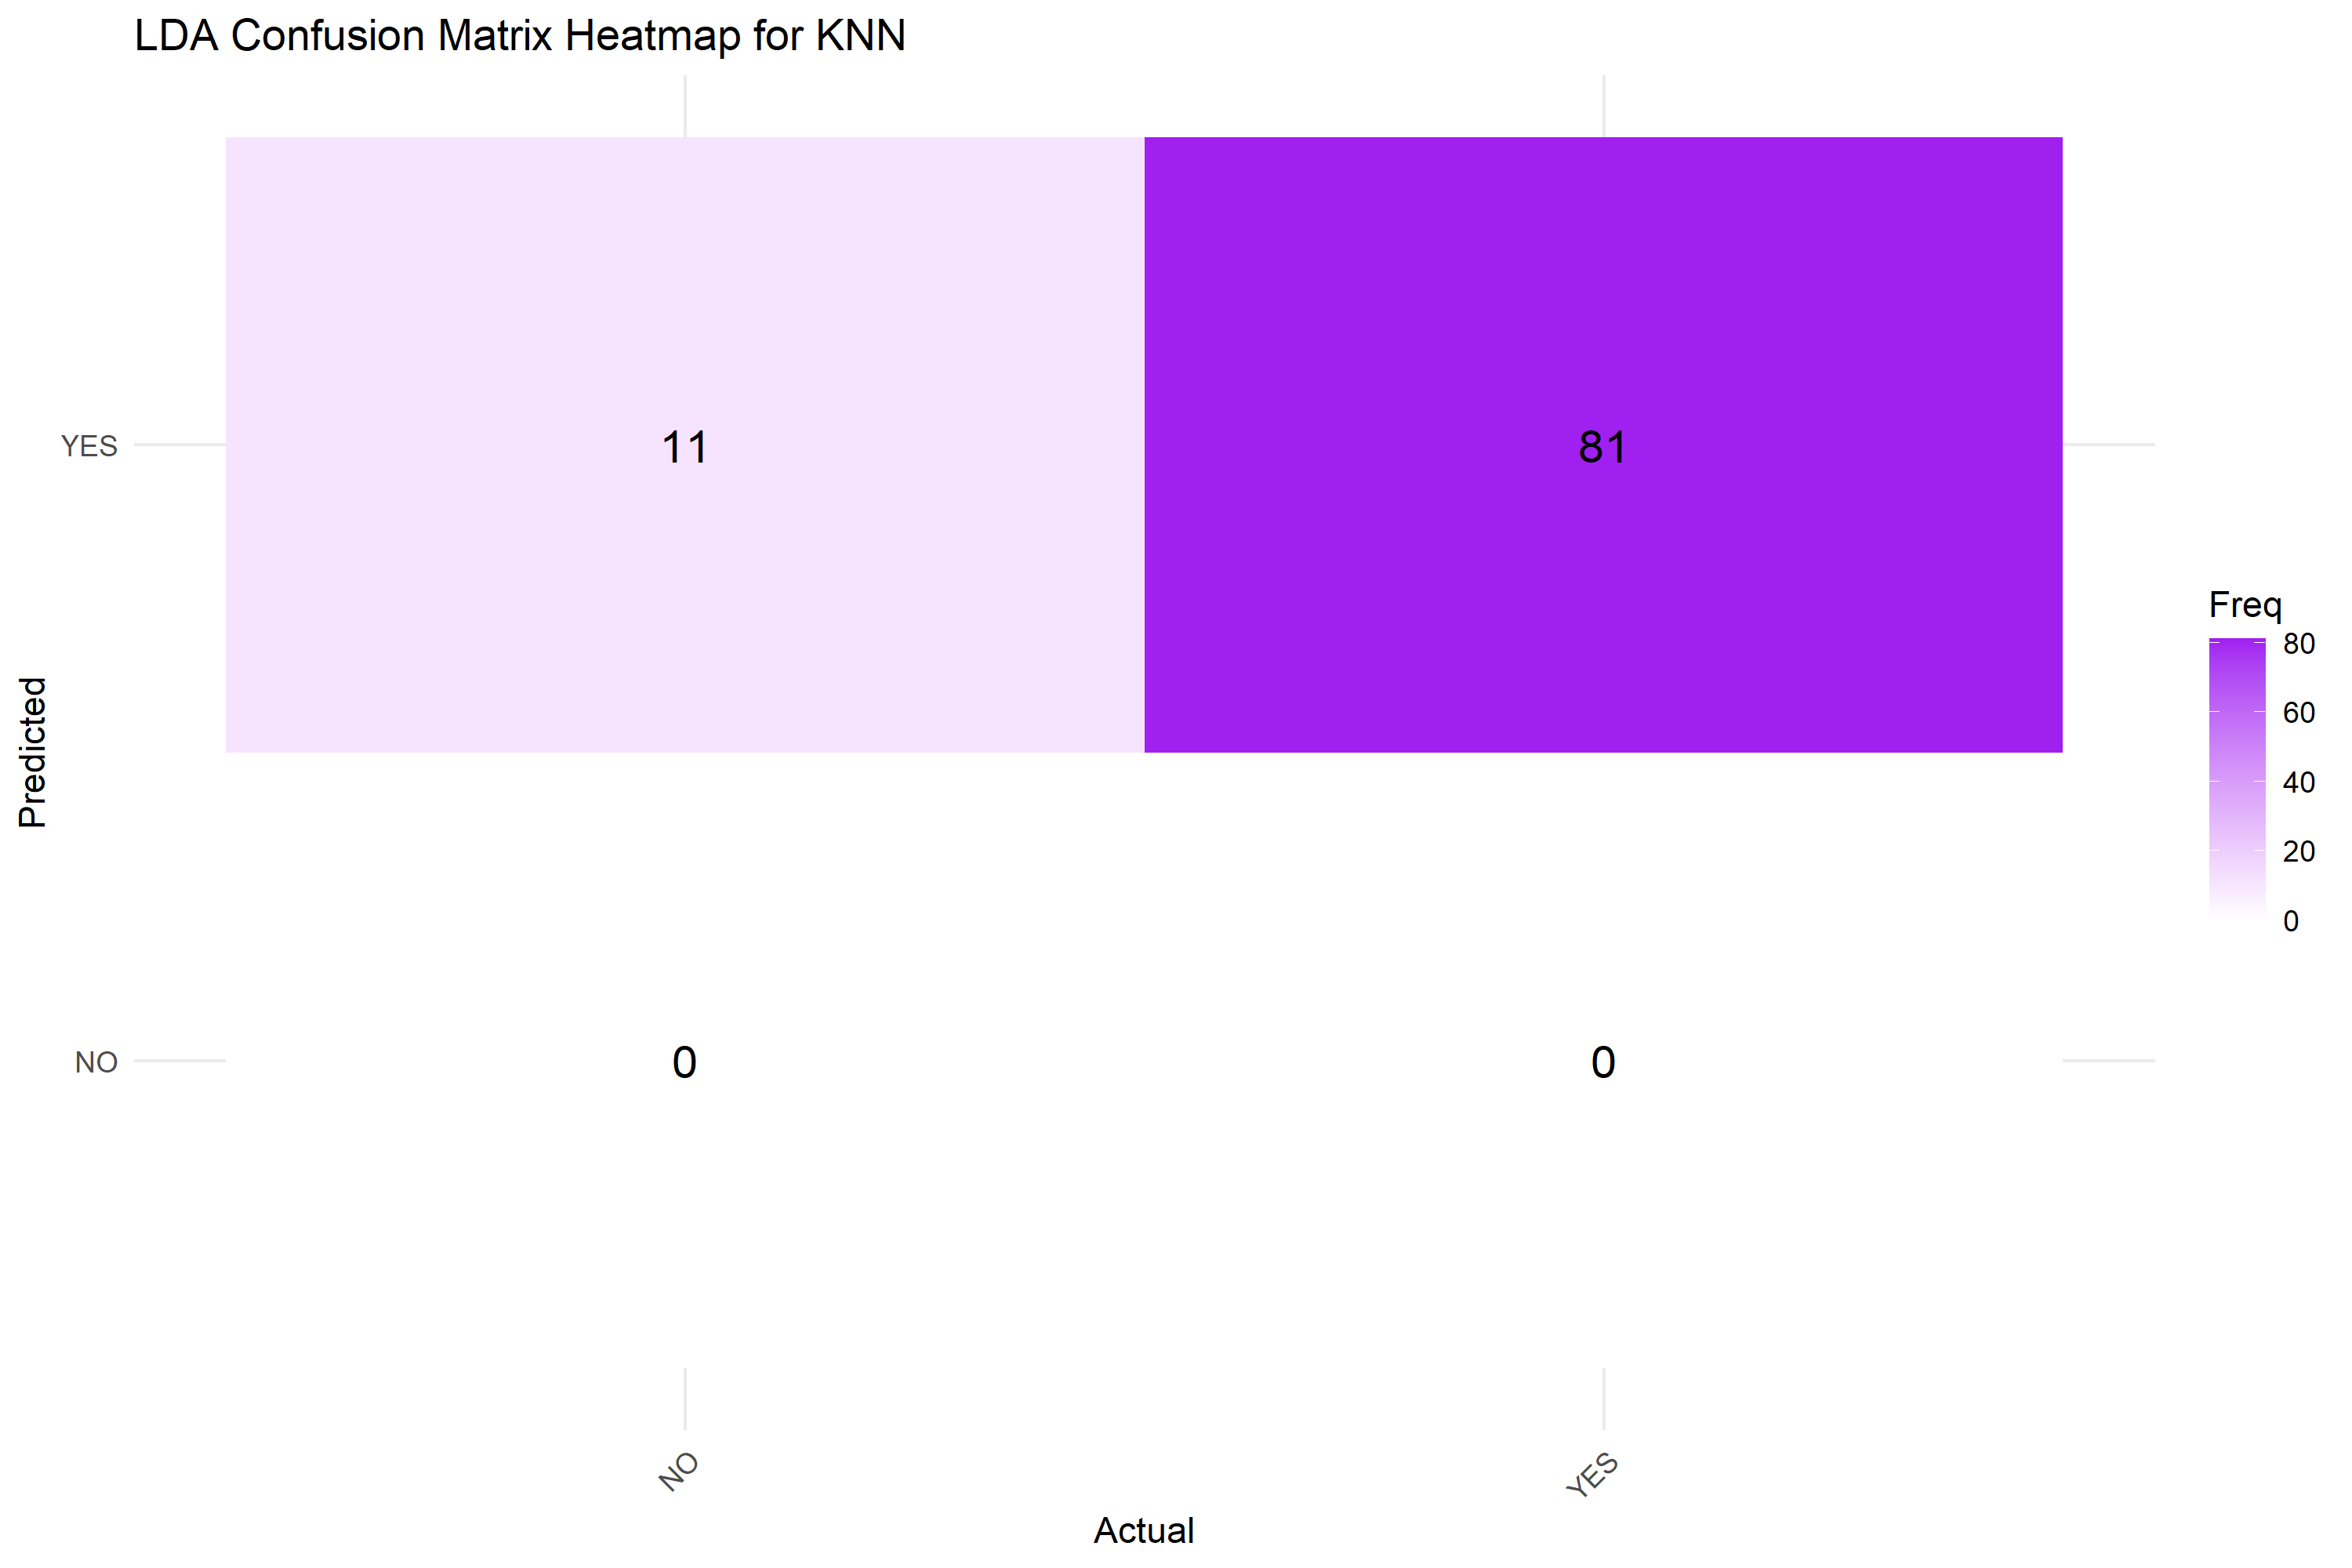 LDA Confusion Matrix Heatmap for KNN
YES
11
81
Predicted
Freq
80
60
40
20
0
NO
0
0
NO
YES
Actual